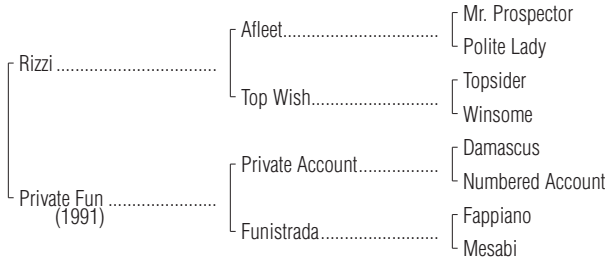 Mr. Prospector
Afleet
Polite Lady
Rizzi
Topsider
Top Wish
Winsome
Damascus
Private Account
Numbered Account
Private Fun
(1991)
Fappiano
Funistrada
Mesabi